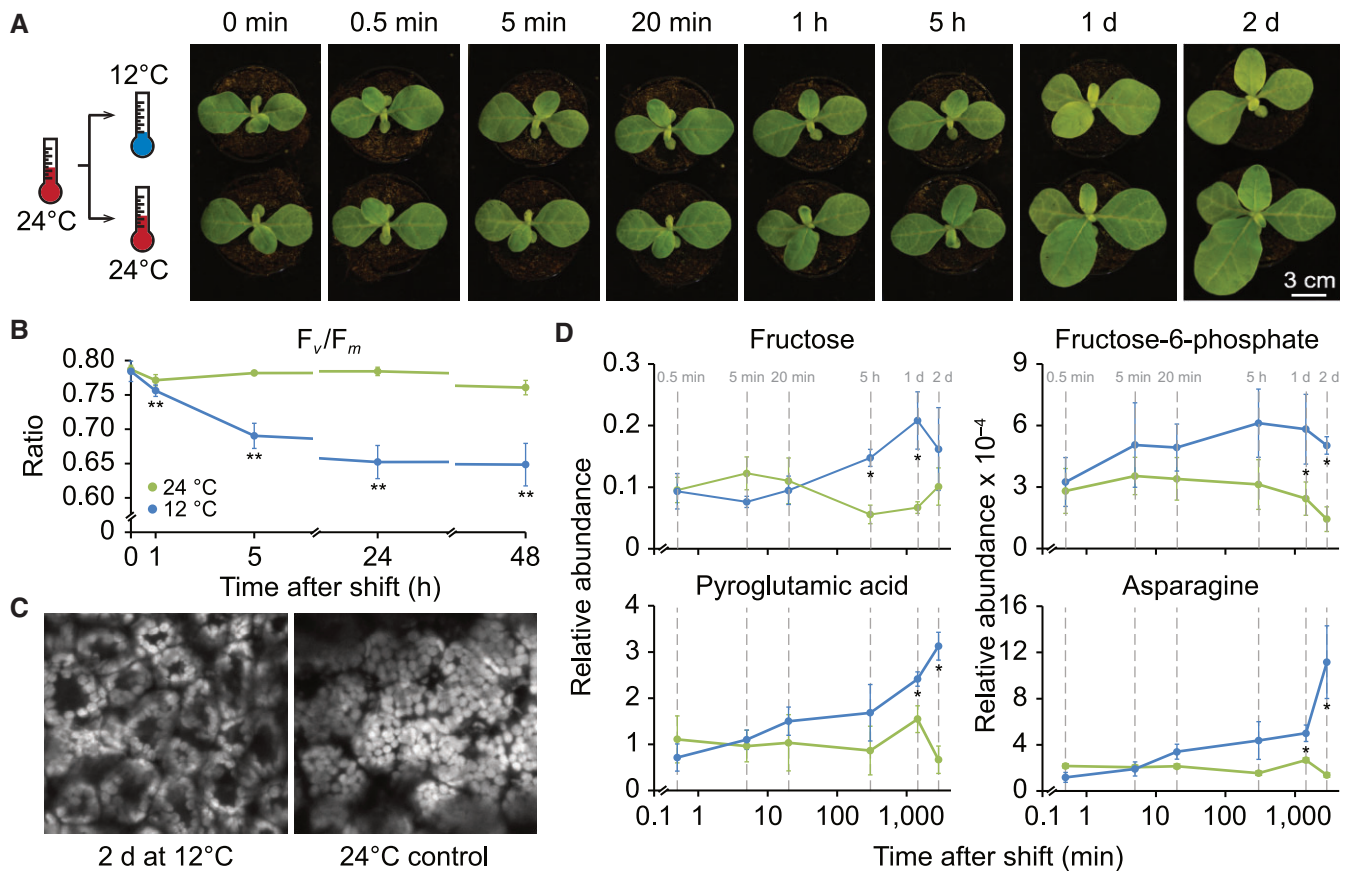 A
0 min 0.5 min 5 min 20 min 1 h 5 h 1 d 2 d
12°C
24°C
24°C
3 cm
B
F_v/F_m
Ratio
0.80
0.75
0.70
0.65
0.60
0
24 °C
12 °C
** ** ** **
0 1 5 24 48
Time after shift (h)
C
2 d at 12°C 24°C control
D
Relative abundance
Fructose
0.5 min 5 min 20 min 5 h 1 d 2 d
0.3
0.2
0.1
0
* *
Relative abundance x 10⁻⁴
Fructose-6-phosphate
0.5 min 5 min 20 min 5 h 1 d 2 d
9
6
3
0
* *
Pyroglutamic acid
4
3
2
1
0
* *
0.1 1 10 100 1,000
Asparagine
16
12
8
4
0
* *
0.1 1 10 100 1,000
Time after shift (min)